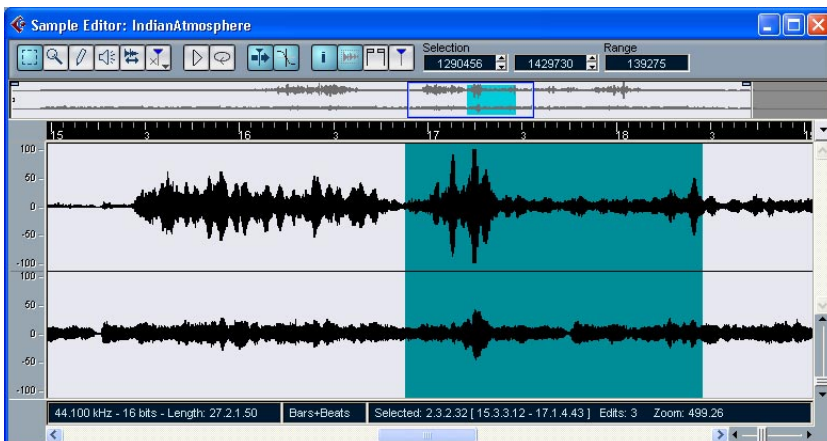 Sample Editor: IndianAtmosphere
Selection Range
1290456 1429730 139275
15 3 16 3 17 3 18 3
100
50
0
-50
-100
100
50
0
-50
-100
44.100 kHz - 16 bits - Length: 27.2.1.50 Bars+Beats Selected: 2.3.2.32 [ 15.3.3.12 - 17.1.4.43 ] Edits: 3 Zoom: 499.26